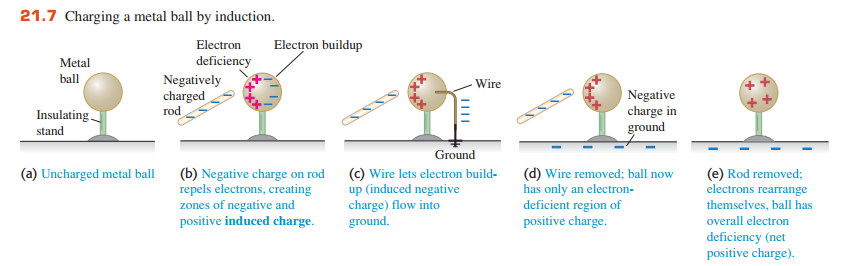 21.7 Charging a metal ball by induction.
Metal
ball
Insulating
stand
Electron
deficiency
Electron buildup
Negatively
charged
rod
Wire
Ground
Negative
charge in
ground
(a) Uncharged metal ball
(b) Negative charge on rod
repels electrons, creating
zones of negative and
positive induced charge.
(c) Wire lets electron build-
up (induced negative
charge) flow into
ground.
(d) Wire removed; ball now
has only an electron-
deficient region of
positive charge.
(e) Rod removed;
electrons rearrange
themselves, ball has
overall electron
deficiency (net
positive charge).